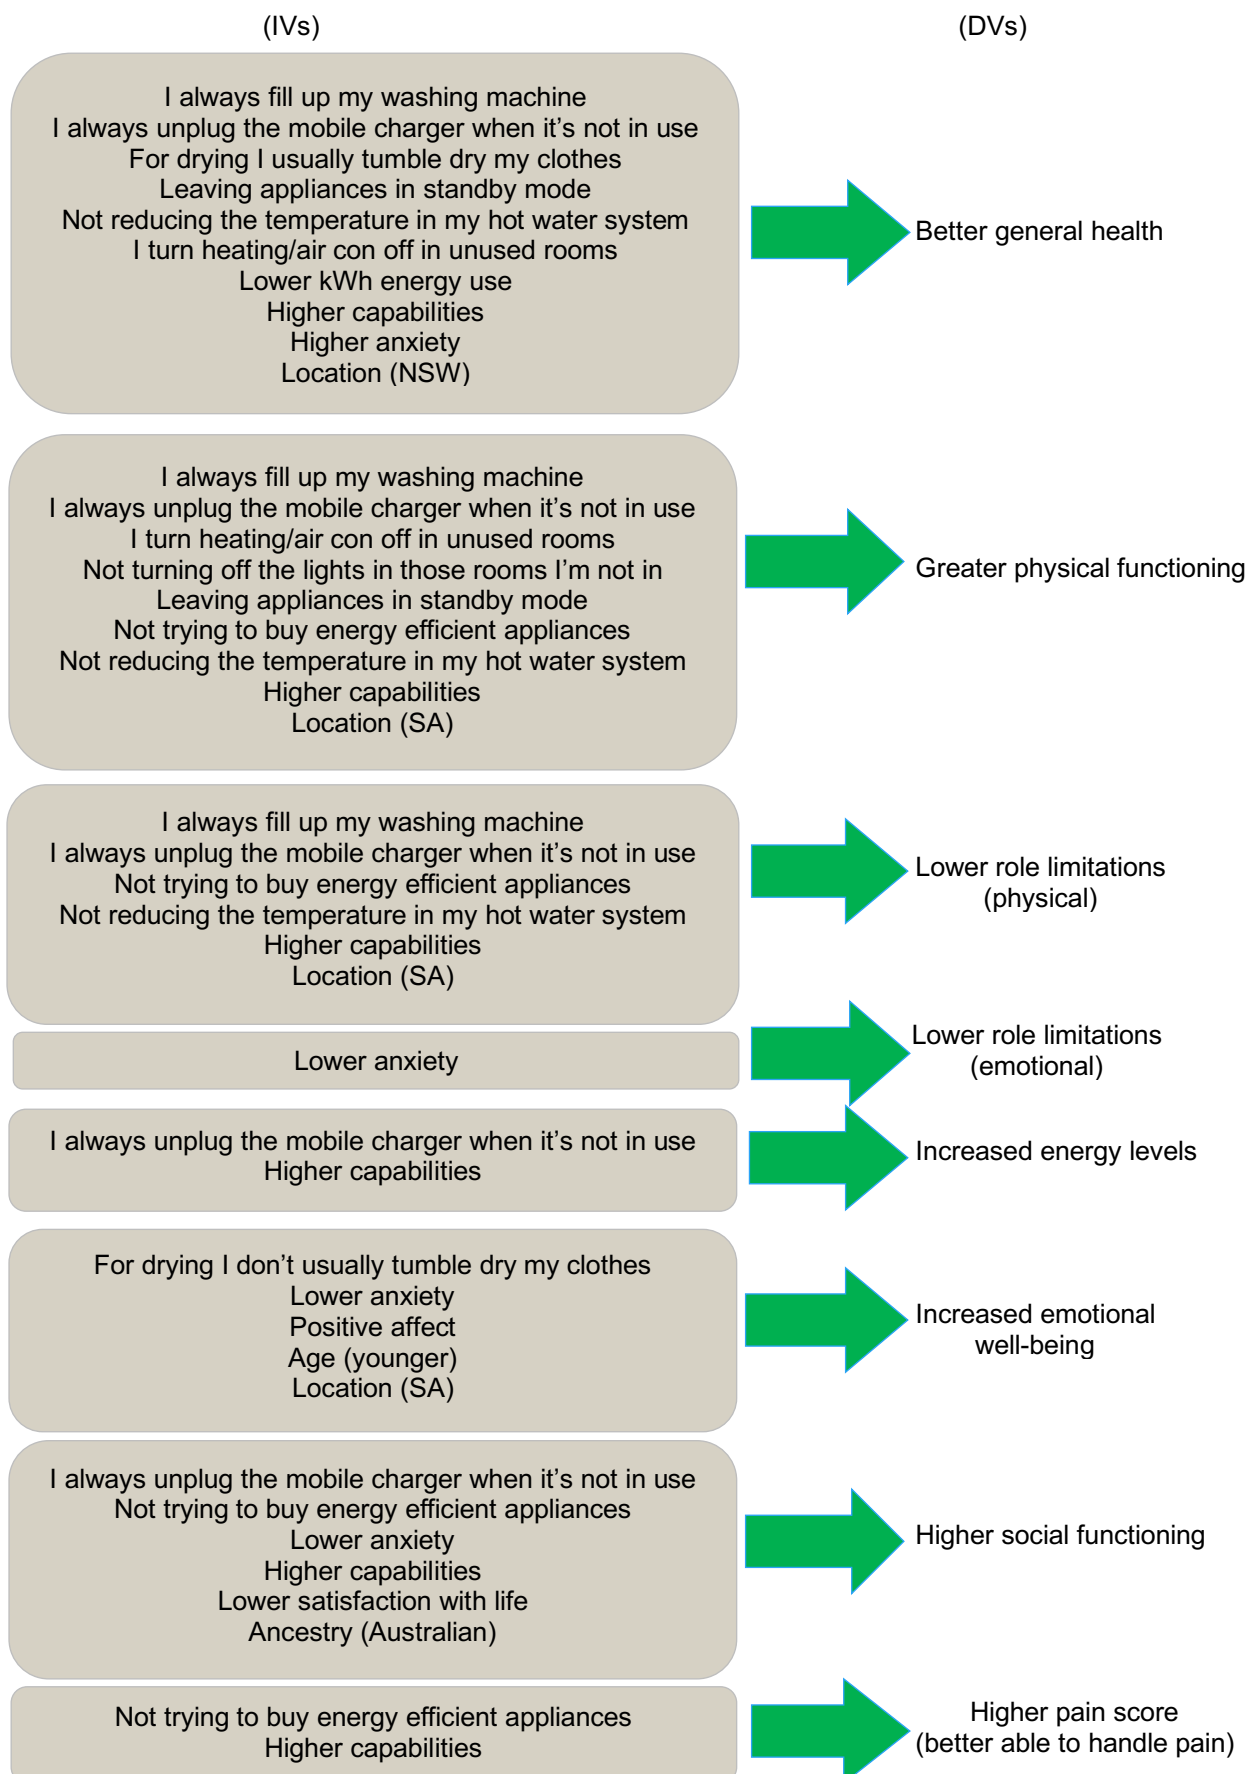 (IVs)
(DVs)
I always fill up my washing machine
I always unplug the mobile charger when it's not in use
For drying I usually tumble dry my clothes
Leaving appliances in standby mode
Not reducing the temperature in my hot water system
I turn heating/air con off in unused rooms
Lower kWh energy use
Higher capabilities
Higher anxiety
Location (NSW)
Better general health
I always fill up my washing machine
I always unplug the mobile charger when it's not in use
I turn heating/air con off in unused rooms
Not turning off the lights in those rooms I'm not in
Leaving appliances in standby mode
Not trying to buy energy efficient appliances
Not reducing the temperature in my hot water system
Higher capabilities
Location (SA)
Greater physical functioning
I always fill up my washing machine
I always unplug the mobile charger when it's not in use
Not trying to buy energy efficient appliances
Not reducing the temperature in my hot water system
Higher capabilities
Location (SA)
Lower role limitations
(physical)
Lower anxiety
Lower role limitations
(emotional)
I always unplug the mobile charger when it's not in use
Higher capabilities
Increased energy levels
For drying I don't usually tumble dry my clothes
Lower anxiety
Positive affect
Age (younger)
Location (SA)
Increased emotional
well-being
I always unplug the mobile charger when it's not in use
Not trying to buy energy efficient appliances
Lower anxiety
Higher capabilities
Lower satisfaction with life
Ancestry (Australian)
Higher social functioning
Not trying to buy energy efficient appliances
Higher capabilities
Higher pain score
(better able to handle pain)